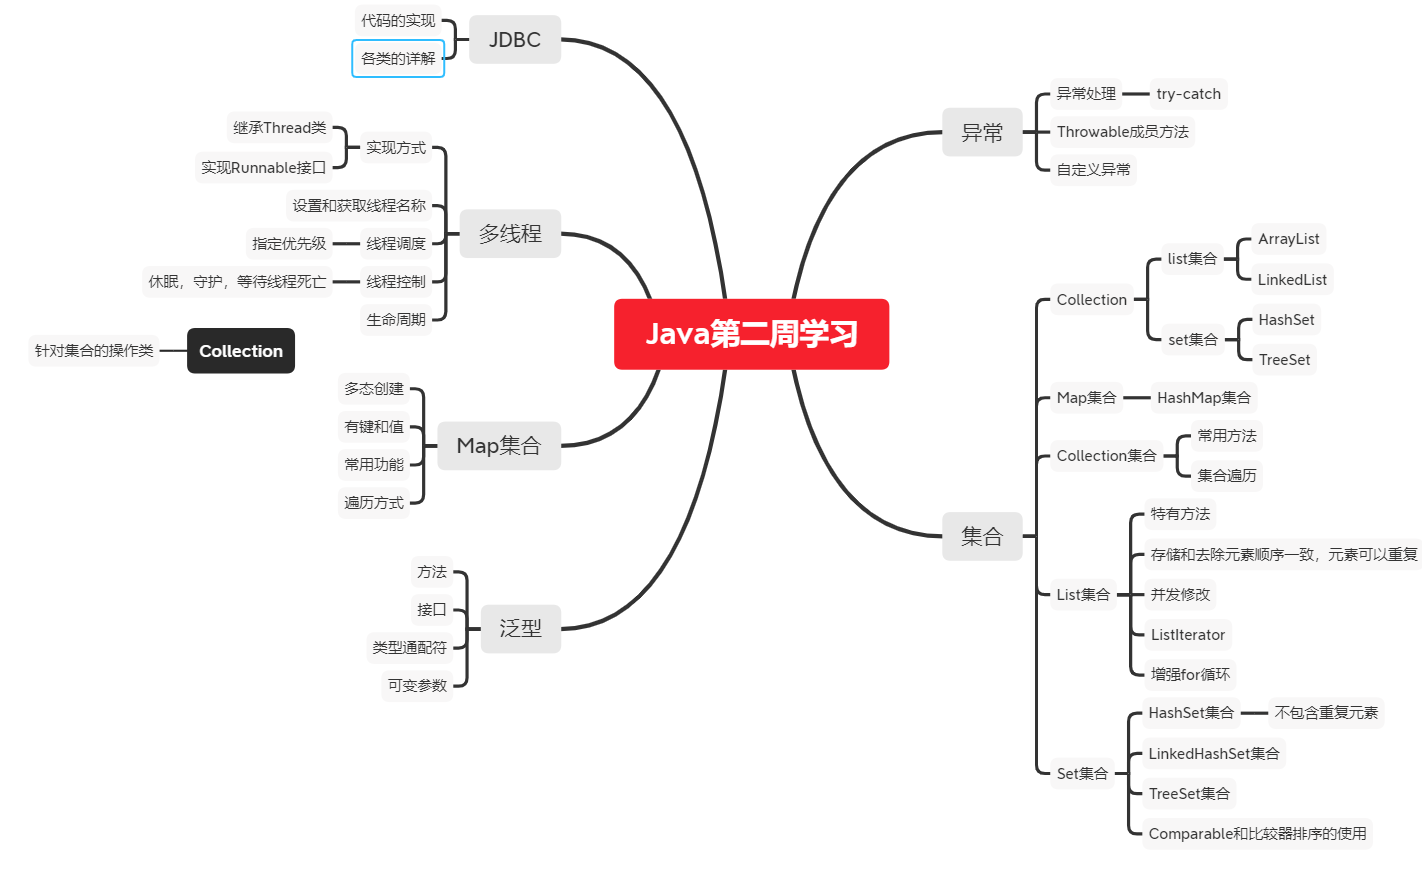 Java第二周学习
JDBC
代码的实现
各类的详解
多线程
实现方式
继承Thread类
实现Runnable接口
设置和获取线程名称
线程调度
指定优先级
线程控制
休眠，守护，等待线程死亡
生命周期
Collection
针对集合的操作类
Map集合
多态创建
有键和值
常用功能
遍历方式
泛型
方法
接口
类型通配符
可变参数
异常
异常处理
try-catch
Throwable成员方法
自定义异常
集合
Collection
list集合
ArrayList
LinkedList
set集合
HashSet
TreeSet
Map集合
HashMap集合
Collection集合
常用方法
集合遍历
List集合
特有方法
存储和去除元素顺序一致，元素可以重复
并发修改
ListIterator
增强for循环
Set集合
HashSet集合
不包含重复元素
LinkedHashSet集合
TreeSet集合
Comparable和比较器排序的使用